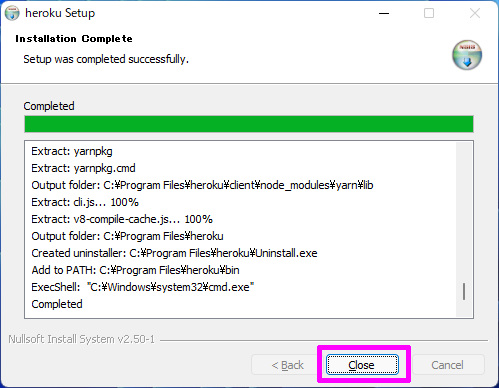 heroku Setup
Installation Complete
Setup was completed successfully.
Completed
Extract: yarnpkg
Extract: yarnpkg.cmd
Output folder: C:¥Program Files¥heroku¥client¥node_modules¥yarn¥lib
Extract: cli.js... 100%
Extract: v8-compile-cache.js... 100%
Output folder: C:¥Program Files¥heroku
Created uninstaller: C:¥Program Files¥heroku¥Uninstall.exe
Add to PATH: C:¥Program Files¥heroku¥bin
ExecShell: "C:¥Windows¥system32¥cmd.exe"
Completed
Nullsoft Install System v2.50-1
< Back
Close
Cancel